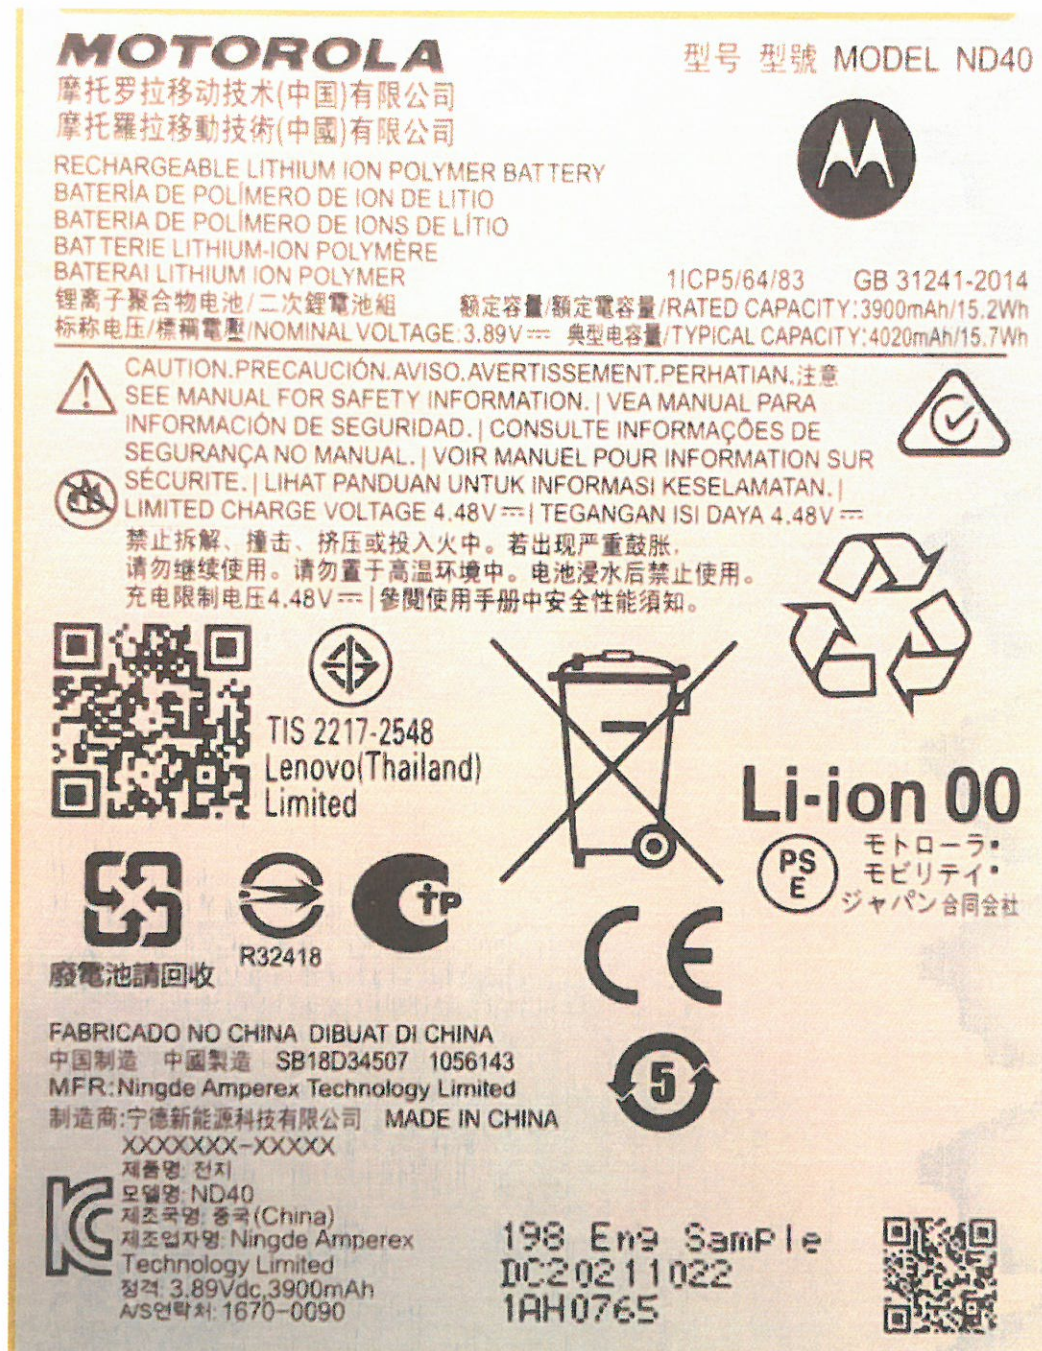 MOTOROLA
型号 型號 MODEL ND40
摩托罗拉移动技术(中国)有限公司
摩托羅拉移動技術(中國)有限公司
RECHARGEABLE LITHIUM ION POLYMER BATTERY
BATERÍA DE POLÍMERO DE ION DE LITIO
BATERIA DE POLÍMERO DE IONS DE LÍTIO
BATTERIE LITHIUM-ION POLYMÈRE
BATERAI LITHIUM ION POLYMER
1ICP5/64/83 GB 31241-2014
锂离子聚合物电池/二次鋰電池組 额定容量/額定電容量/RATED CAPACITY:3900mAh/15.2Wh
标称电压/標稱電壓/NOMINAL VOLTAGE:3.89V⎓ 典型电容量/TYPICAL CAPACITY:4020mAh/15.7Wh
CAUTION.PRECAUCIÓN.AVISO.AVERTISSEMENT.PERHATIAN.注意
SEE MANUAL FOR SAFETY INFORMATION. | VEA MANUAL PARA
INFORMACIÓN DE SEGURIDAD. | CONSULTE INFORMAÇÕES DE
SEGURANÇA NO MANUAL. | VOIR MANUEL POUR INFORMATION SUR
SÉCURITE. | LIHAT PANDUAN UNTUK INFORMASI KESELAMATAN. |
LIMITED CHARGE VOLTAGE 4.48V⎓ | TEGANGAN ISI DAYA 4.48V⎓
禁止拆解、撞击、挤压或投入火中。若出现严重鼓胀,
请勿继续使用。请勿置于高温环境中。电池浸水后禁止使用。
充电限制电压4.48V⎓ | 參閱使用手册中安全性能須知。
TIS 2217-2548
Lenovo(Thailand)
Limited
Li-ion 00
PS
E
モトローラ・
モビリティ・
ジャパン合同会社
R32418
TP
廢電池請回收
CE
FABRICADO NO CHINA DIBUAT DI CHINA
中国制造 中國製造 SB18D34507 1056143
MFR:Ningde Amperex Technology Limited
制造商:宁德新能源科技有限公司 MADE IN CHINA
5
XXXXXXX-XXXXX
제품명: 전지
모델명: ND40
제조국명: 중국(China)
제조업자명: Ningde Amperex
Technology Limited
정격: 3.89Vdc,3900mAh
A/S연락처: 1670-0090
198 Eng Sample
DC20211022
1AH0765